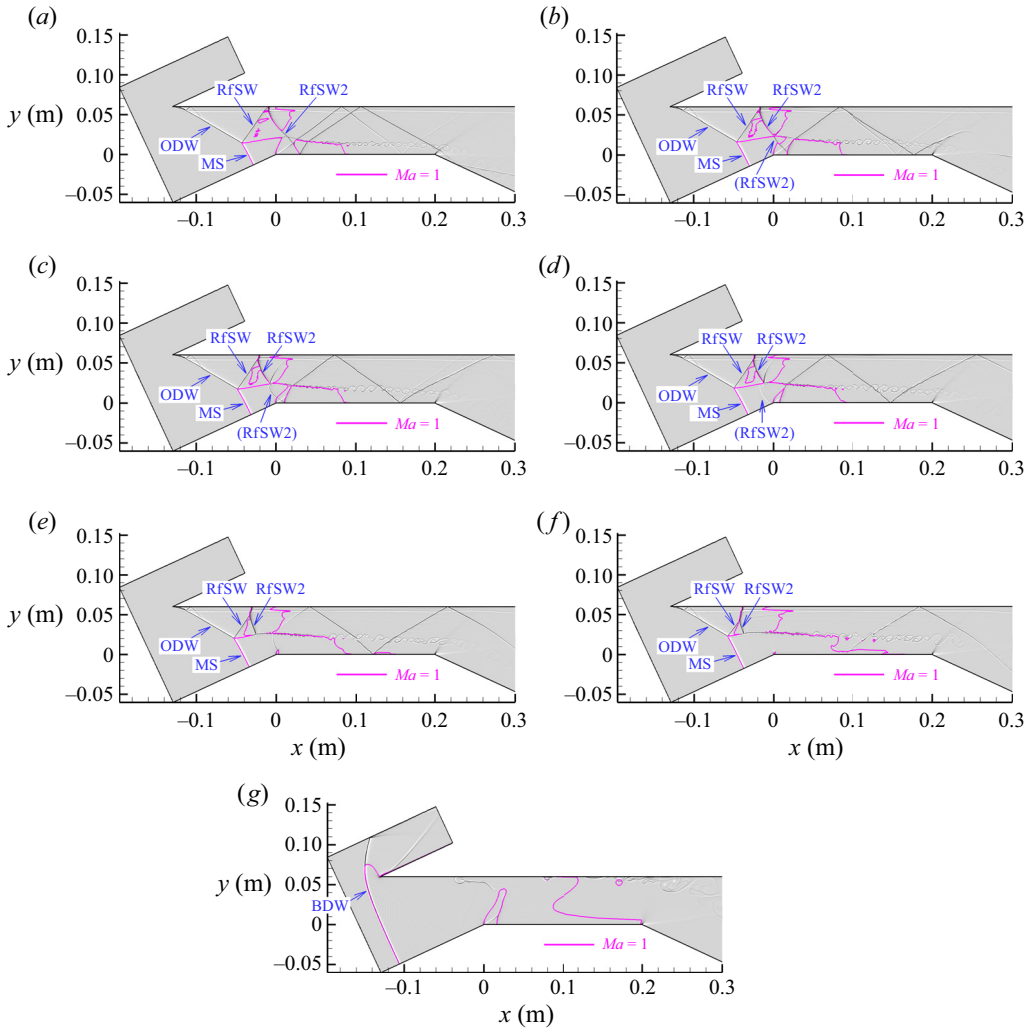 (a)
0.15
0.10
RfSW RfSW2
y (m) 0.05
ODW
0
MS
Ma = 1
–0.05
–0.1 0 0.1 0.2 0.3
(b)
0.15
0.10
RfSW RfSW2
0.05
ODW
0
MS
(RfSW2)
Ma = 1
–0.05
–0.1 0 0.1 0.2 0.3
(c)
0.15
0.10
RfSW RfSW2
y (m) 0.05
ODW
0
MS
(RfSW2)
Ma = 1
–0.05
–0.1 0 0.1 0.2 0.3
(d)
0.15
0.10
RfSW RfSW2
0.05
ODW
0
MS
(RfSW2)
Ma = 1
–0.05
–0.1 0 0.1 0.2 0.3
(e)
0.15
0.10
RfSW RfSW2
y (m) 0.05
ODW
0
MS
Ma = 1
–0.05
–0.1 0 0.1 0.2 0.3
x (m)
(f)
0.15
0.10
RfSW RfSW2
0.05
ODW
0
MS
Ma = 1
–0.05
–0.1 0 0.1 0.2 0.3
x (m)
(g)
0.15
0.10
y (m) 0.05
BDW
0
Ma = 1
–0.05
–0.1 0 0.1 0.2 0.3
x (m)